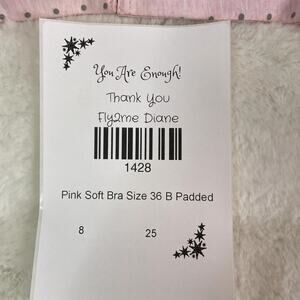 You Are Enough!
Thank You
Fly2me Diane
1428
Pink Soft Bra Size 36 B Padded
8 25